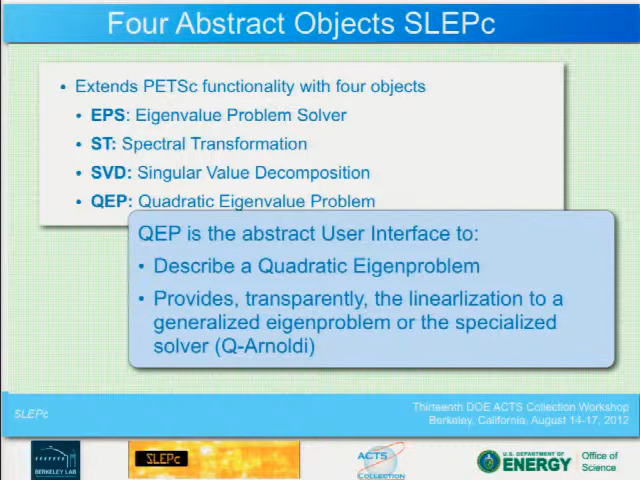 Four Abstract Objects SLEPc
• Extends PETSc functionality with four objects
• EPS: Eigenvalue Problem Solver
• ST: Spectral Transformation
• SVD: Singular Value Decomposition
• QEP: Quadratic Eigenvalue Problem
QEP is the abstract User Interface to:
• Describe a Quadratic Eigenproblem
• Provides, transparently, the linearlization to a
generalized eigenproblem or the specialized
solver (Q-Arnoldi)
SLEPc
Thirteenth DOE ACTS Collection Workshop
Berkeley, California, August 14-17, 2012
BERKELEY LAB
SLEPc
ACTS
COLLECTION
U.S. DEPARTMENT OF
ENERGY
Office of
Science